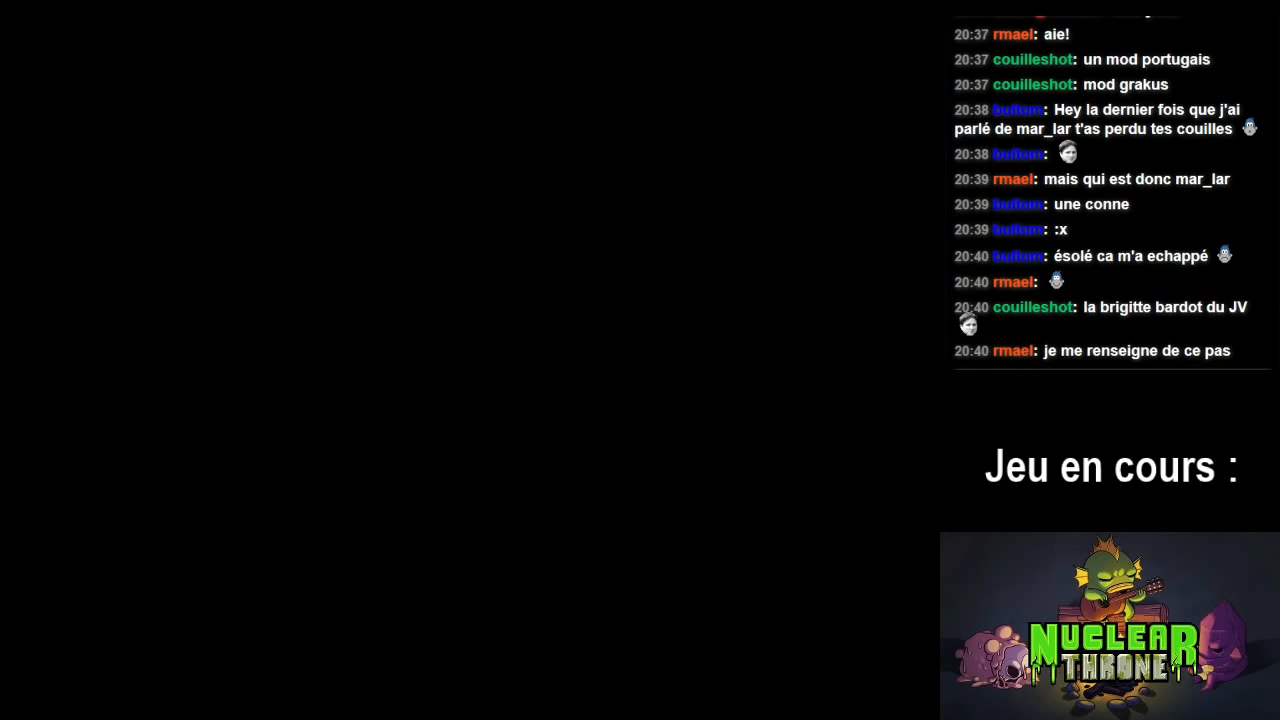 20:37 rmael: aie!
20:37 couilleshot: un mod portugais
20:37 couilleshot: mod grakus
20:38 : Hey la dernier fois que j'ai
parlé de mar_lar t'as perdu tes couilles
20:38 :
20:39 rmael: mais qui est donc mar_lar
20:39 : une conne
20:39 : :x
20:40 : ésolé ca m'a echappé
20:40 rmael:
20:40 couilleshot: la brigitte bardot du JV
20:40 rmael: je me renseigne de ce pas
Jeu en cours :
NUCLEAR
THRONE